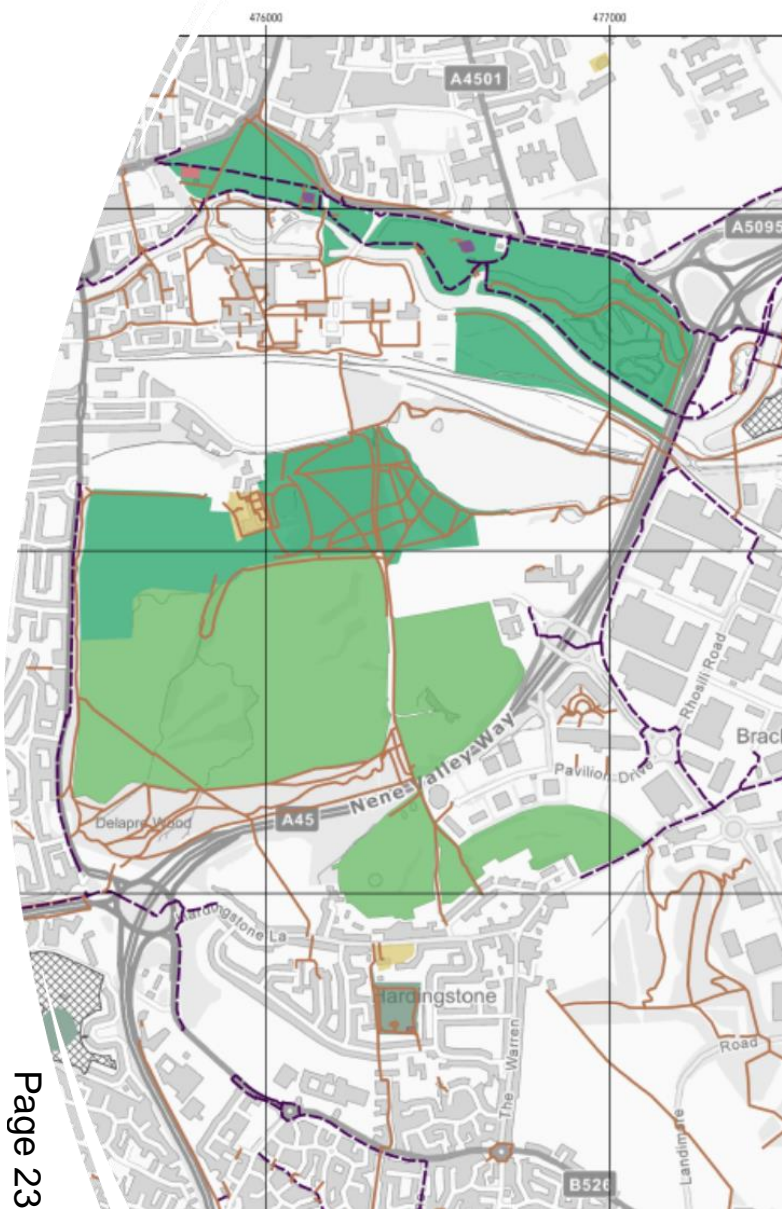 476000
477000
A4501
A5095
Rhosili Road
Brack
Nene Valley Way
Pavilion Drive
A45
Delapre Wood
Hardingstone La
Hardingstone
The Warren
Road
Landimore
B526
Page 23